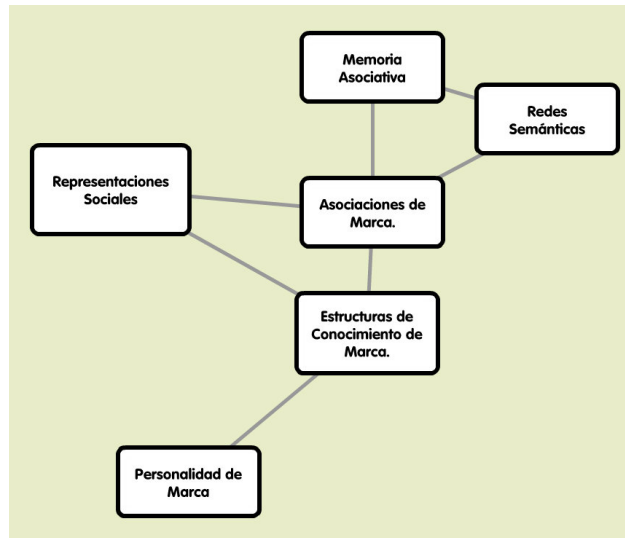 Memoria
Asociativa
Redes
Semánticas
Representaciones
Sociales
Asociaciones de
Marca.
Estructuras de
Conocimiento de
Marca.
Personalidad de
Marca